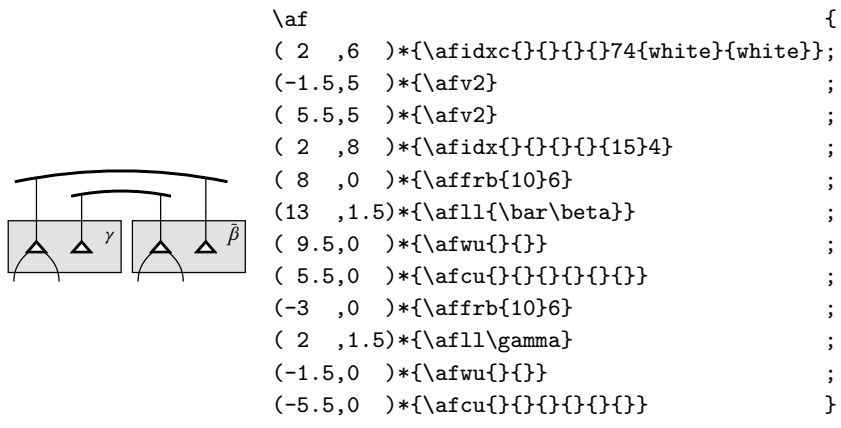 \af {
( 2 ,6 )*{\afidxc{}{}{}{}74{white}{white}};
(-1.5,5 )*{\afv2} ;
( 5.5,5 )*{\afv2} ;
( 2 ,8 )*{\afidx{}{}{}{}{15}4} ;
( 8 ,0 )*{\affrb{10}6} ;
(13 ,1.5)*{\afll{\bar\beta}} ;
( 9.5,0 )*{\afwu{}{}} ;
( 5.5,0 )*{\afcu{}{}{}{}{}{}} ;
(-3 ,0 )*{\affrb{10}6} ;
( 2 ,1.5)*{\afll\gamma} ;
(-1.5,0 )*{\afwu{}{}} ;
(-5.5,0 )*{\afcu{}{}{}{}{}{}} }
γ β̄